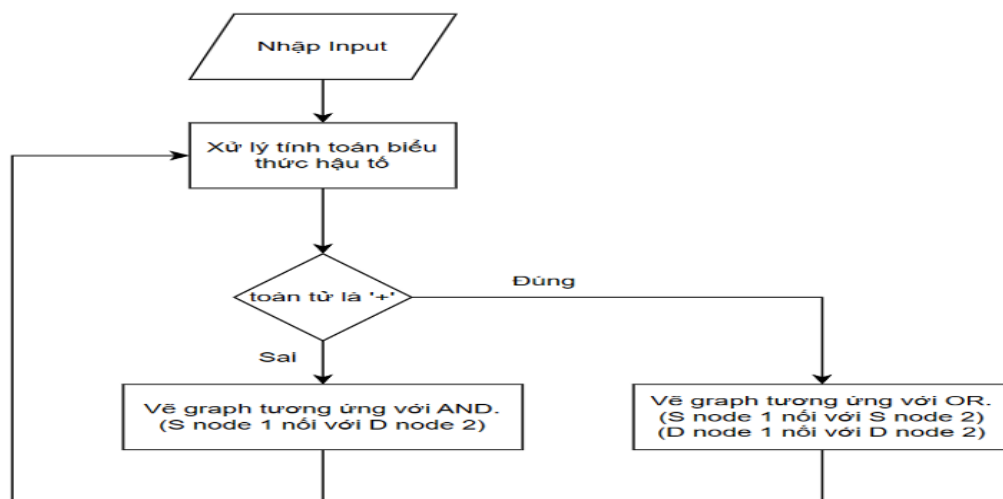 Nhập Input
Xử lý tính toán biểu
thức hậu tố
toán tử là '+'
Đúng
Sai
Vẽ graph tương ứng với AND.
(S node 1 nối với D node 2)
Vẽ graph tương ứng với OR.
(S node 1 nối với S node 2)
(D node 1 nối với D node 2)